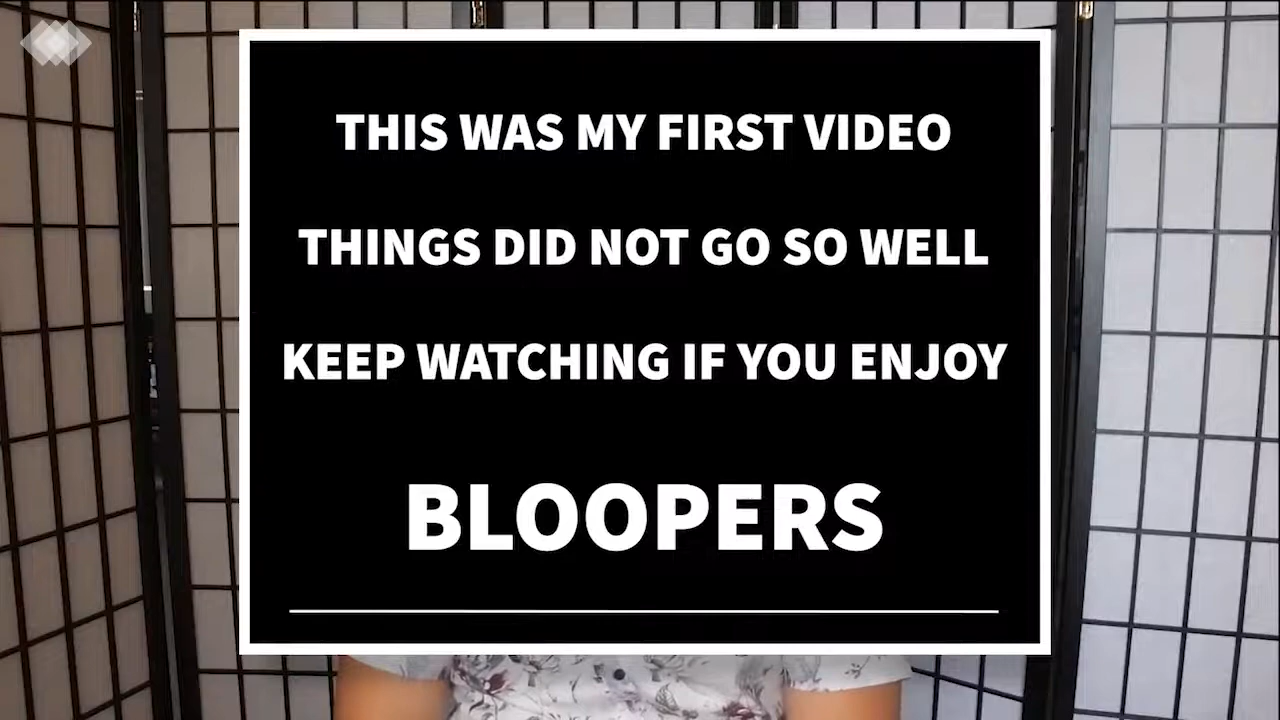 THIS WAS MY FIRST VIDEO
THINGS DID NOT GO SO WELL
KEEP WATCHING IF YOU ENJOY
BLOOPERS